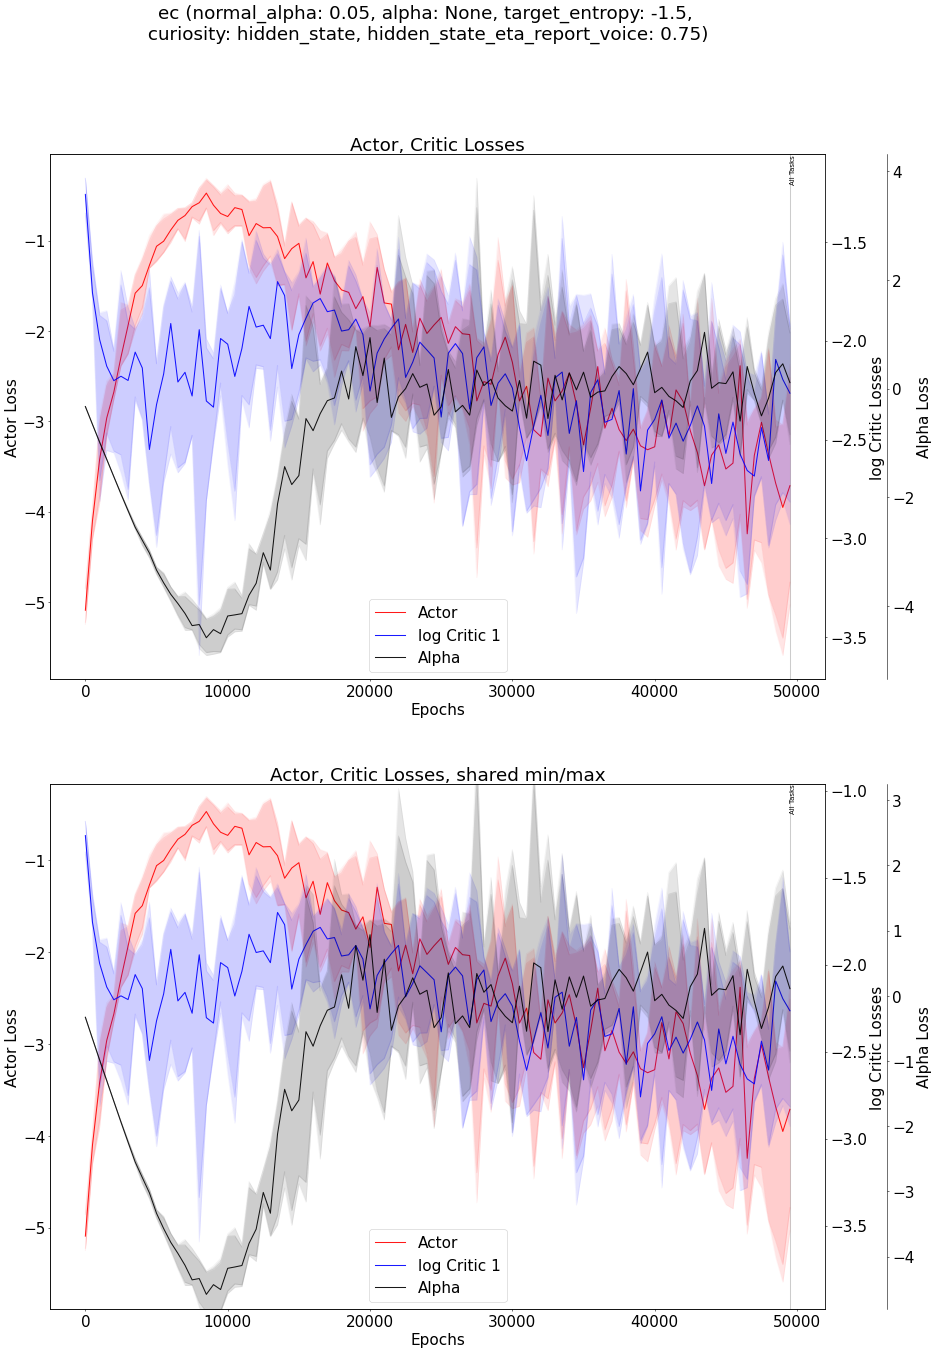 ec (normal_alpha: 0.05, alpha: None, target_entropy: -1.5,
curiosity: hidden_state, hidden_state_eta_report_voice: 0.75)
Actor, Critic Losses
All Tasks
−1
−2
−3
−4
−5
Actor Loss
−1.5
−2.0
−2.5
−3.0
−3.5
log Critic Losses
4
2
0
−2
−4
Alpha Loss
Actor
log Critic 1
Alpha
0 10000 20000 30000 40000 50000
Epochs
Actor, Critic Losses, shared min/max
All Tasks
−1
−2
−3
−4
−5
Actor Loss
−1.0
−1.5
−2.0
−2.5
−3.0
−3.5
log Critic Losses
3
2
1
0
−1
−2
−3
−4
Alpha Loss
Actor
log Critic 1
Alpha
0 10000 20000 30000 40000 50000
Epochs